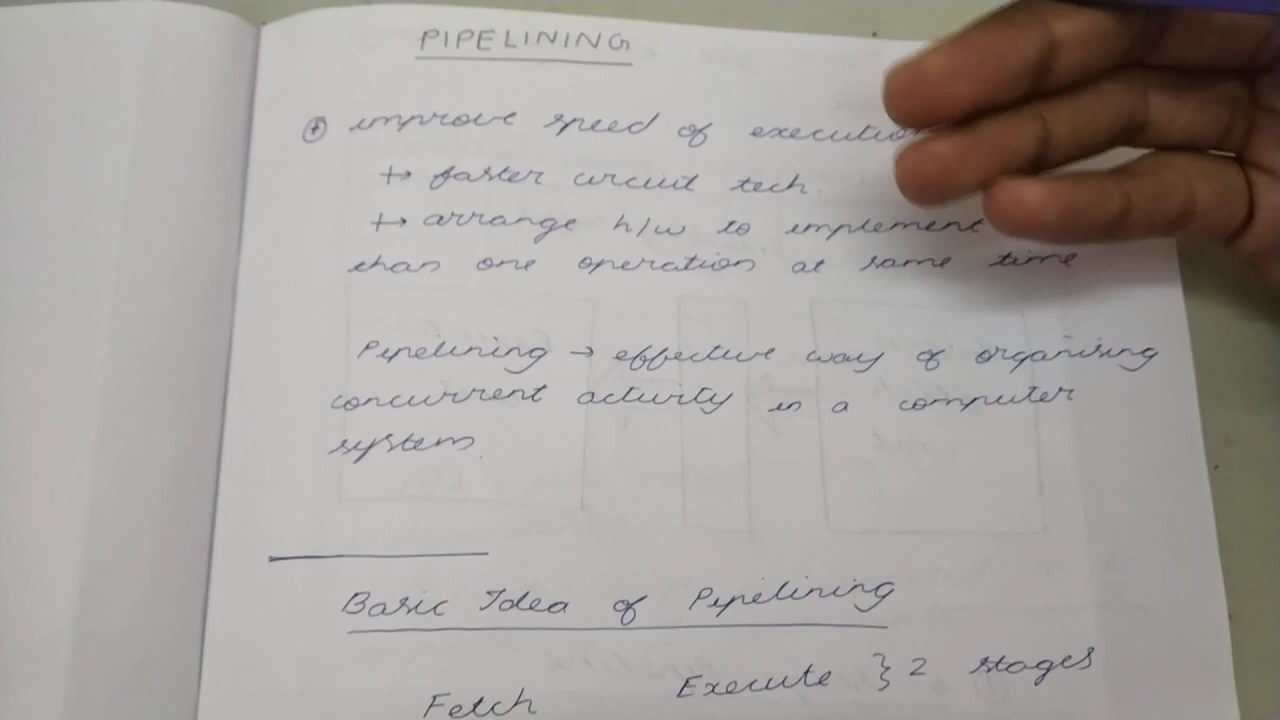 PIPELINING
improve speed of execution
↦ faster circuit tech.
↦ arrange h/w to implement
than one operation at same time
Pipelining → effective way of organising
concurrent activity in a computer
system.
Basic Idea of Pipelining
Fetch Execute } 2 stages